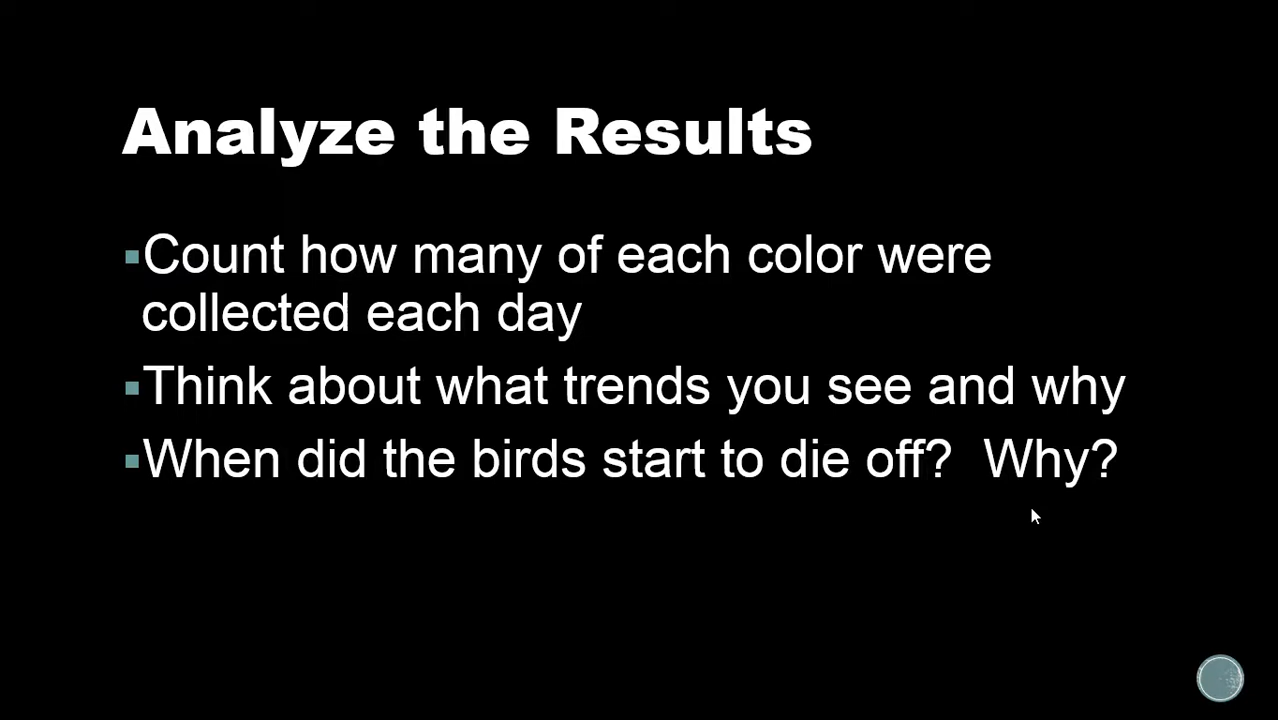 Analyze the Results
▪Count how many of each color were
collected each day
▪Think about what trends you see and why
▪When did the birds start to die off?  Why?